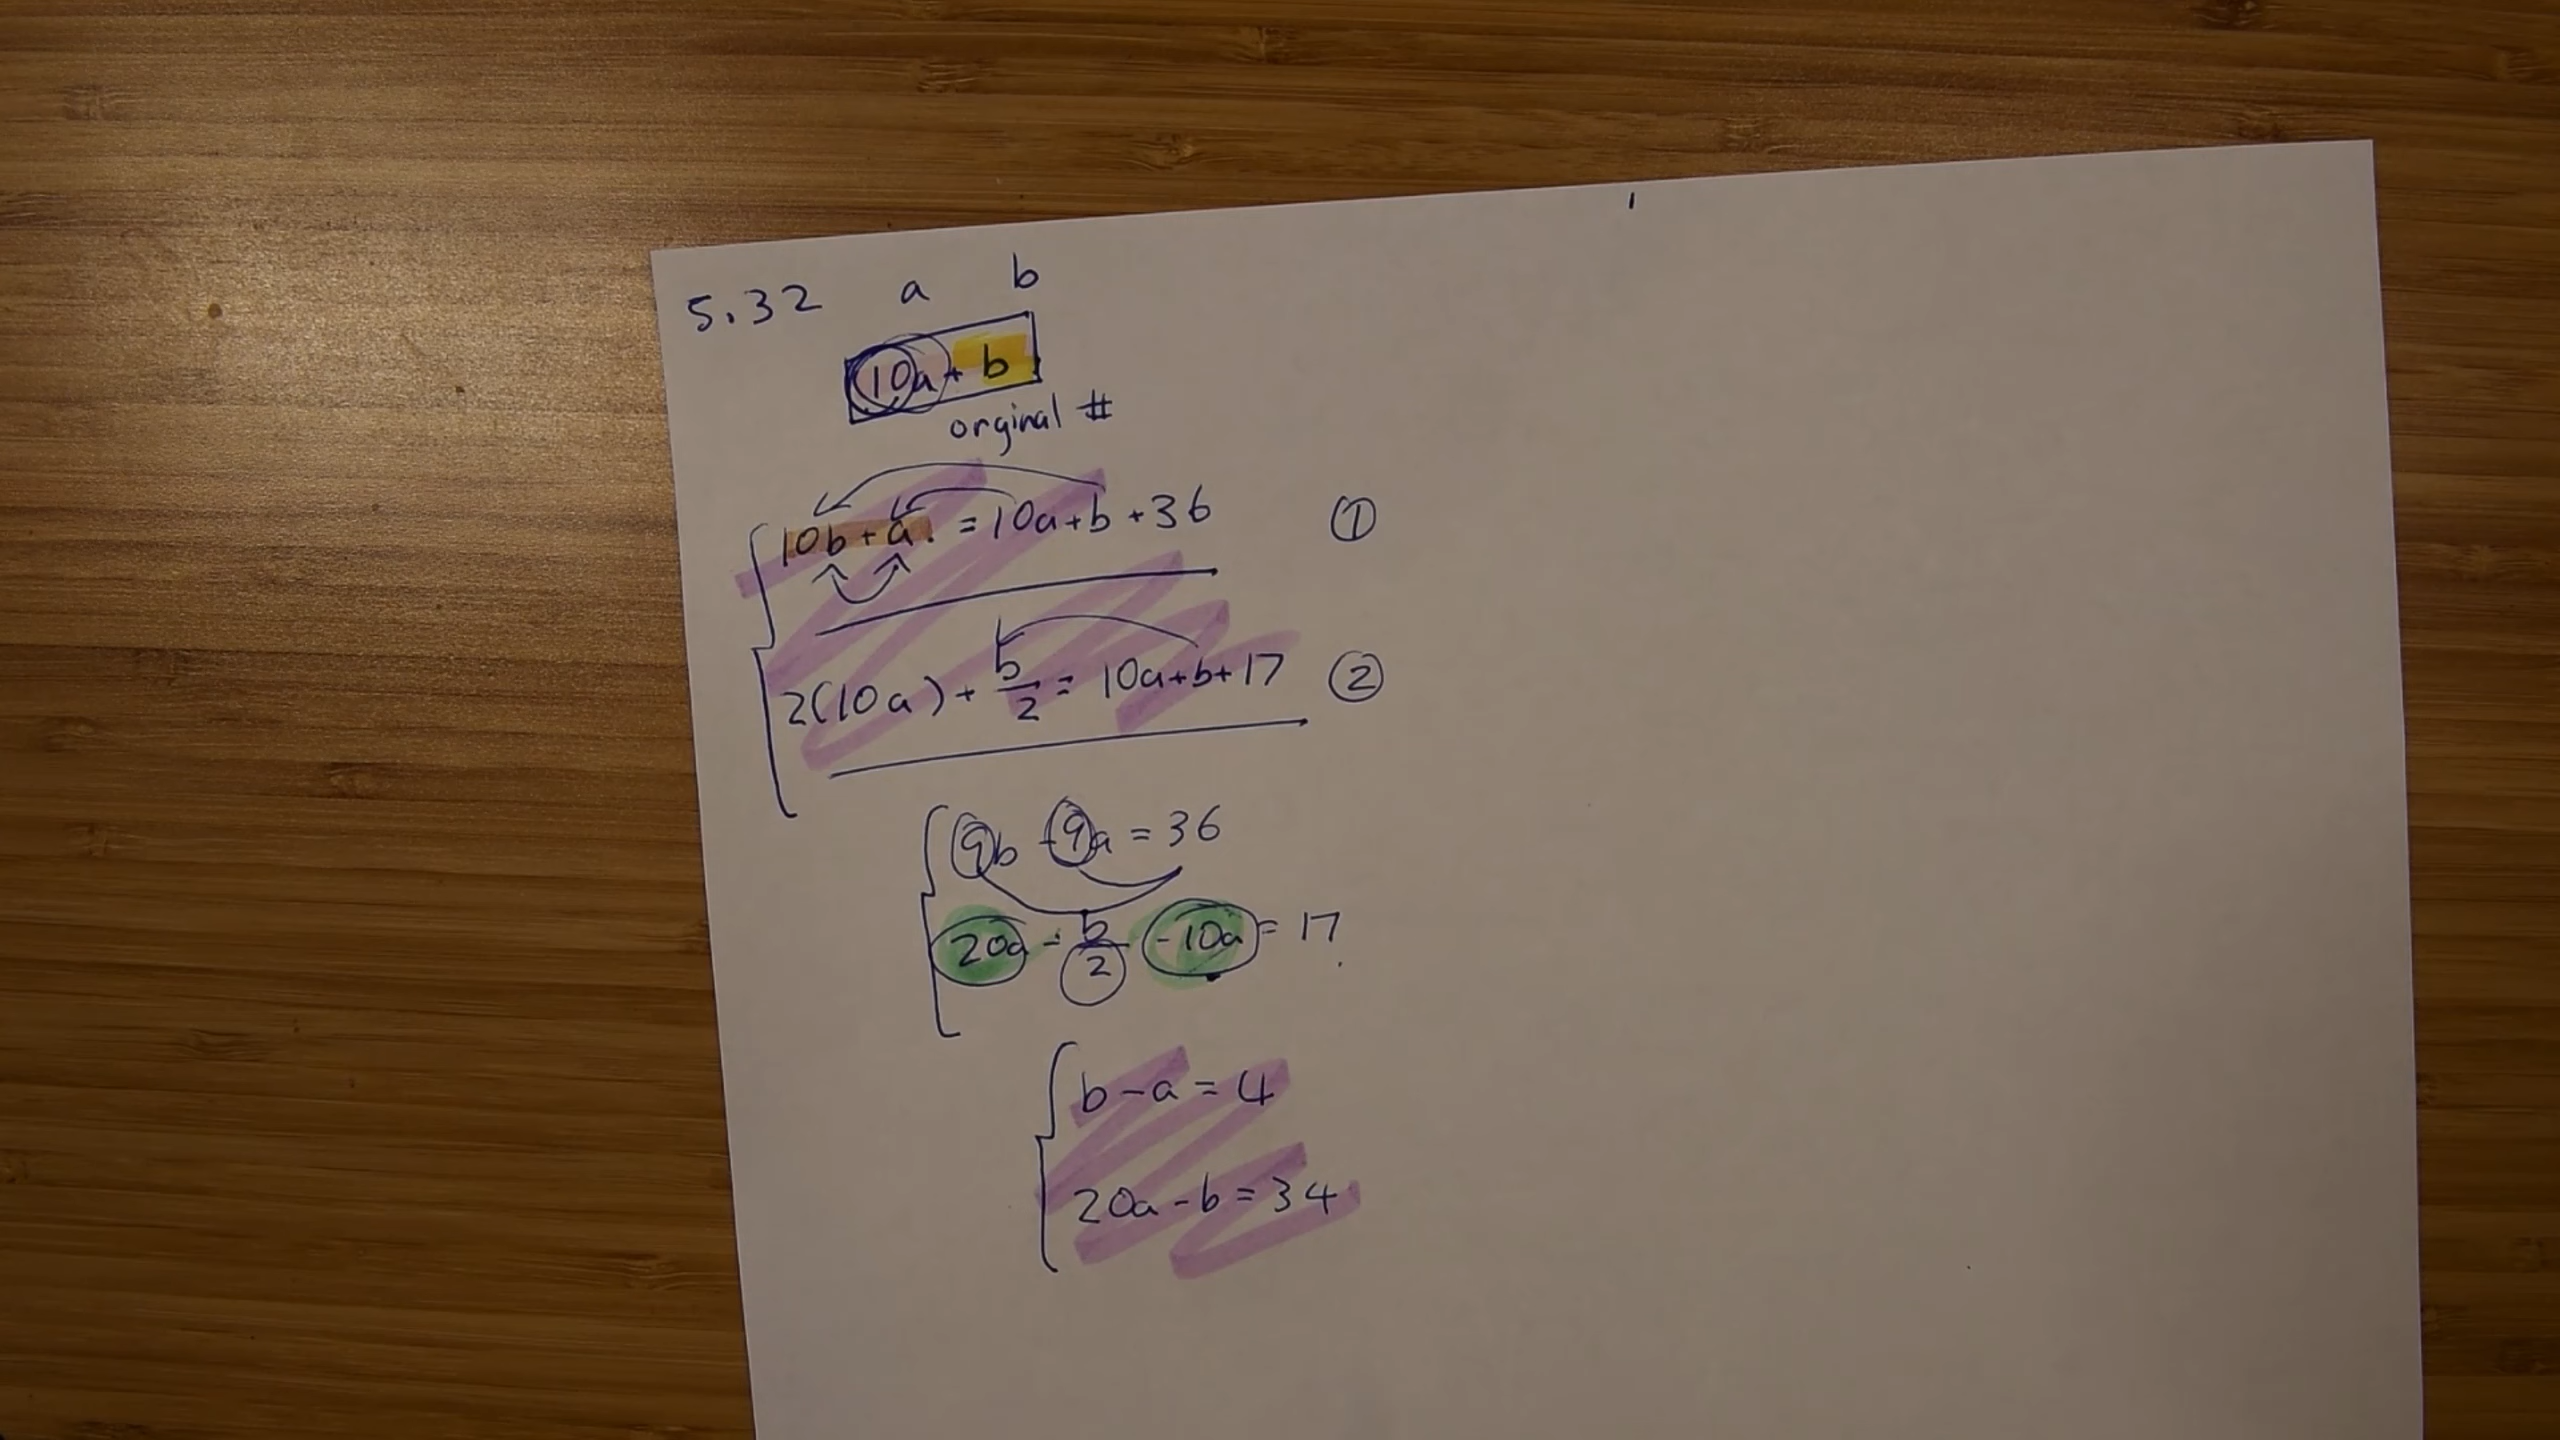 5.32 a b
10a + b
orginal #
10b + a. = 10a + b + 36 ①
2(10a) + b/2 = 10a + b + 17 ②
9b - 9a = 36
20a - b/2 - 10a = 17
b - a = 4
20a - b = 34